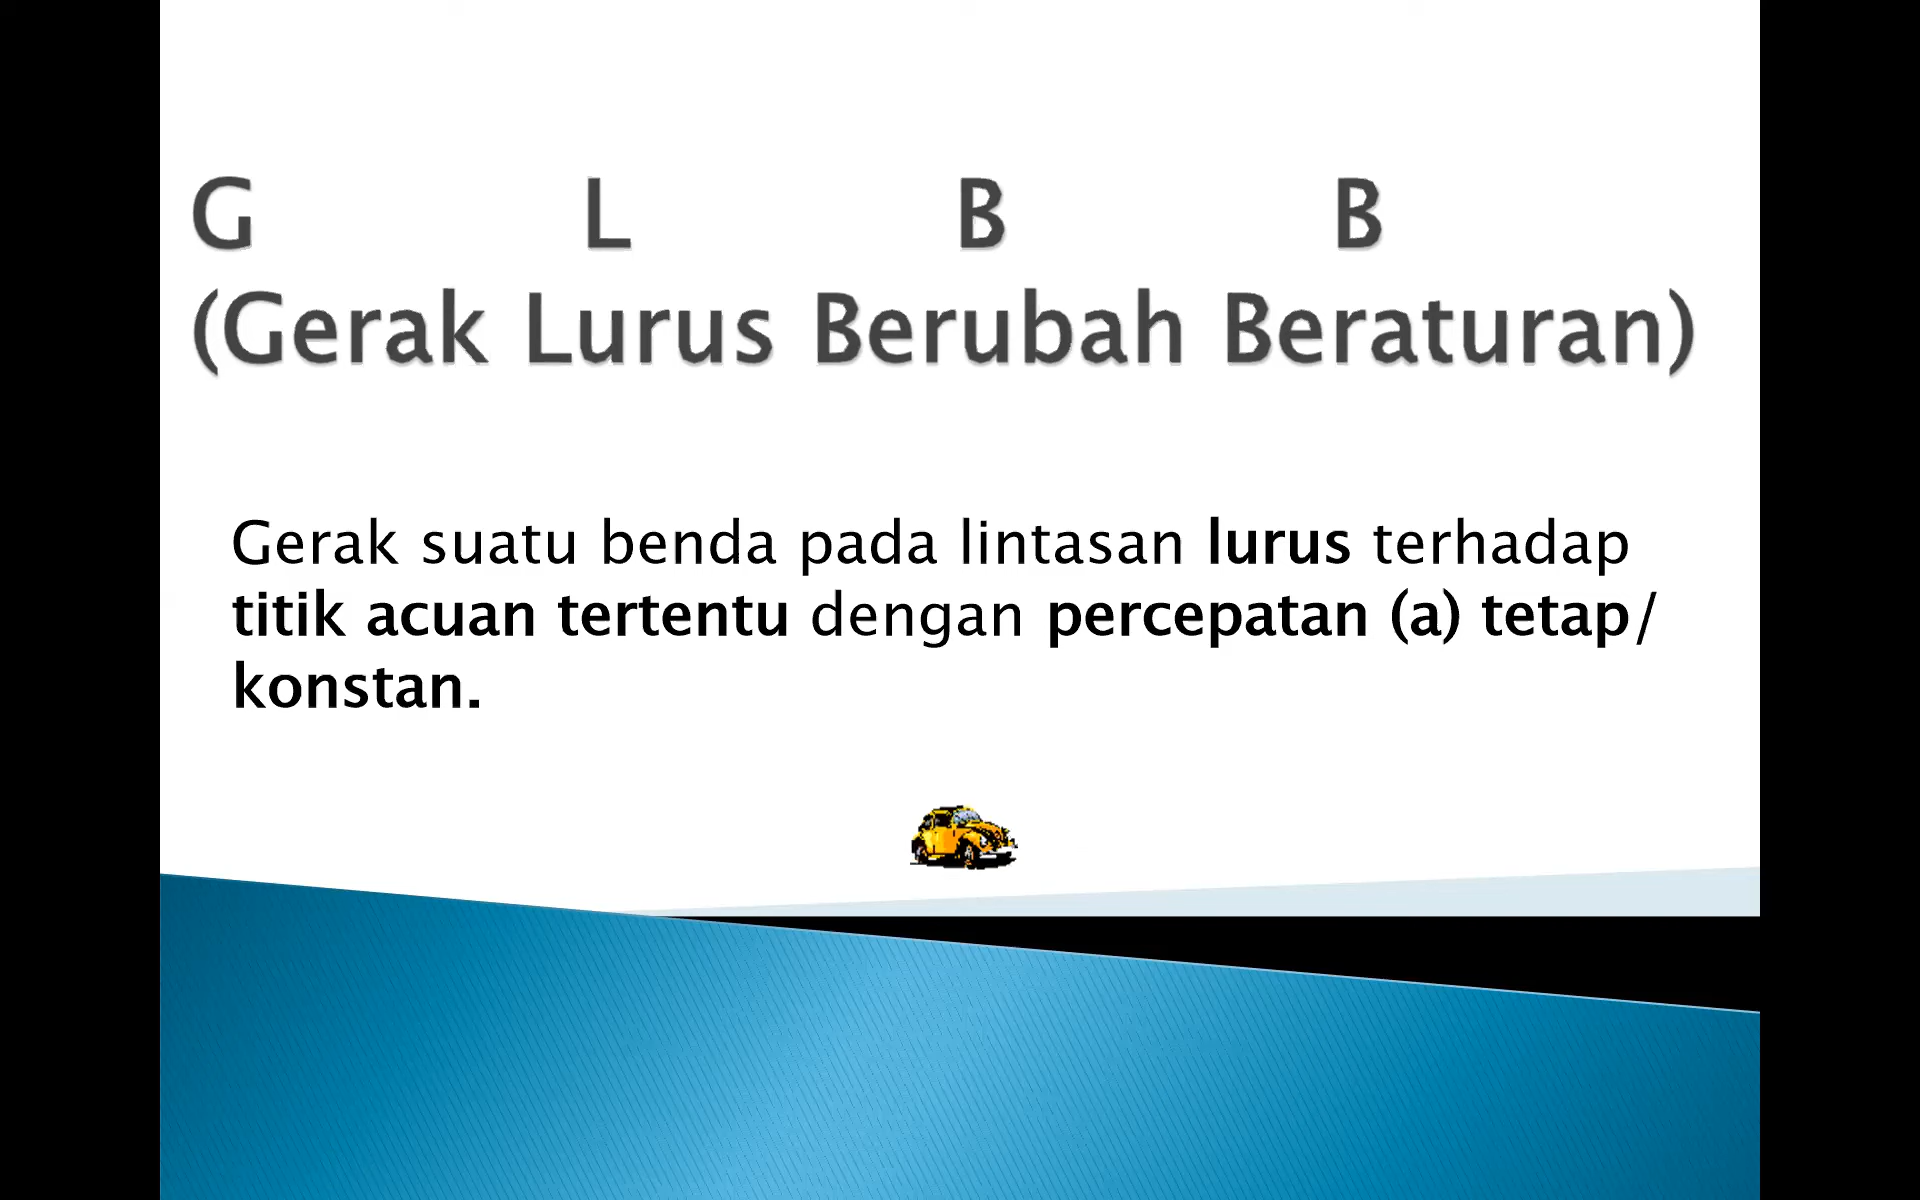 G L B B
(Gerak Lurus Berubah Beraturan)
Gerak suatu benda pada lintasan lurus terhadap
titik acuan tertentu dengan percepatan (a) tetap/
konstan.